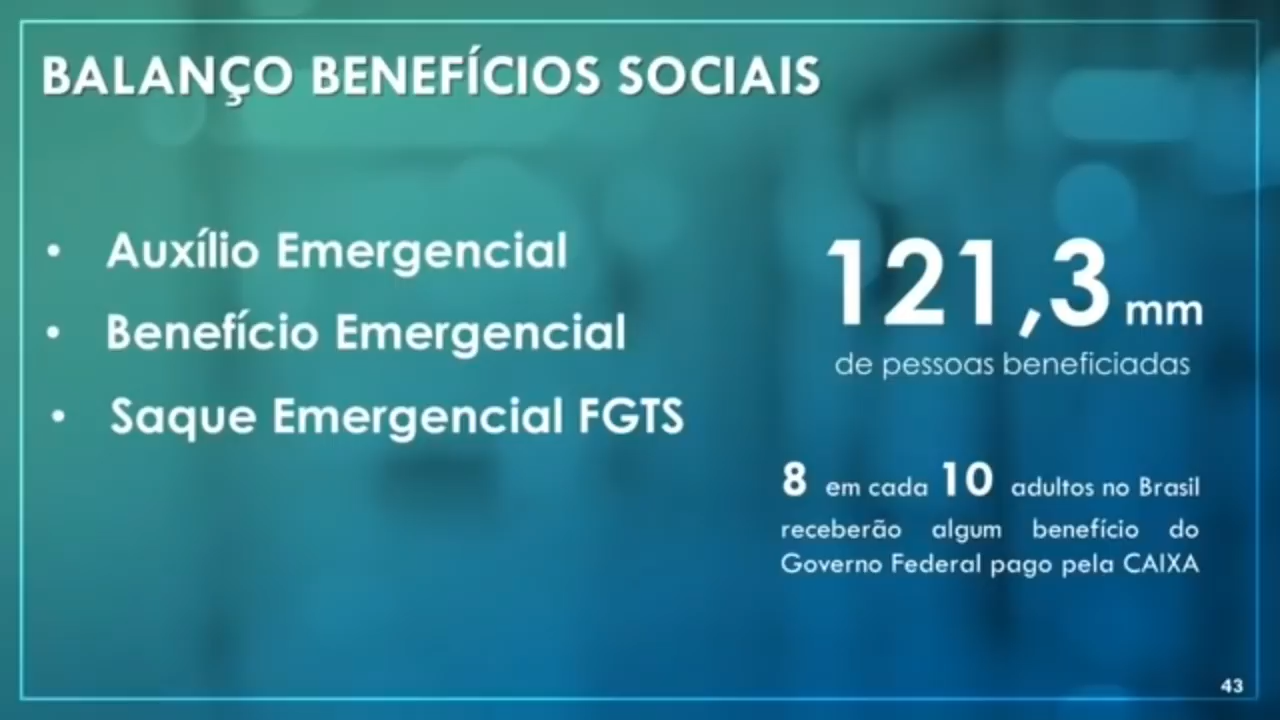 BALANÇO BENEFÍCIOS SOCIAIS
• Auxílio Emergencial
• Benefício Emergencial
• Saque Emergencial FGTS
121,3 mm
de pessoas beneficiadas
8 em cada 10 adultos no Brasil
receberão algum benefício do
Governo Federal pago pela CAIXA
43